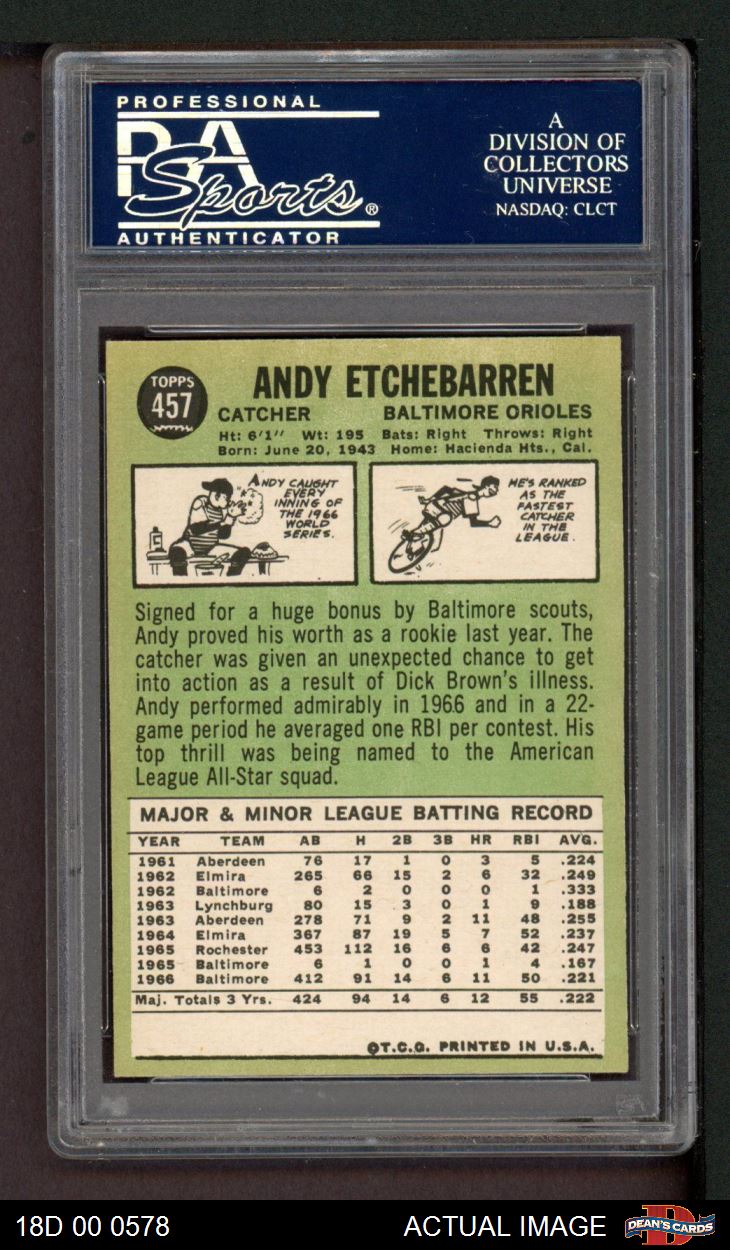 PROFESSIONAL
PSA
Sports®
AUTHENTICATOR
A
DIVISION OF
COLLECTORS
UNIVERSE
NASDAQ: CLCT
TOPPS
457
ANDY ETCHEBARREN
CATCHER BALTIMORE ORIOLES
Ht: 6'1" Wt: 195 Bats: Right Throws: Right
Born: June 20, 1943 Home: Hacienda Hts., Cal.
ANDY CAUGHT
EVERY
INNING OF
THE 1966
WORLD
SERIES.
HE'S RANKED
AS THE
FASTEST
CATCHER
IN THE
LEAGUE.
Signed for a huge bonus by Baltimore scouts,
Andy proved his worth as a rookie last year. The
catcher was given an unexpected chance to get
into action as a result of Dick Brown's illness.
Andy performed admirably in 1966 and in a 22-
game period he averaged one RBI per contest. His
top thrill was being named to the American
League All-Star squad.
MAJOR & MINOR LEAGUE BATTING RECORD
YEAR TEAM AB H 2B 3B HR RBI AVG.
1961 Aberdeen 76 17 1 0 3 5 .224
1962 Elmira 265 66 15 2 6 32 .249
1962 Baltimore 6 2 0 0 0 1 .333
1963 Lynchburg 80 15 3 0 1 9 .188
1963 Aberdeen 278 71 9 2 11 48 .255
1964 Elmira 367 87 19 5 7 52 .237
1965 Rochester 453 112 16 6 6 42 .247
1965 Baltimore 6 1 0 0 1 4 .167
1966 Baltimore 412 91 14 6 11 50 .221
Maj. Totals 3 Yrs. 424 94 14 6 12 55 .222
©T.C.G. PRINTED IN U.S.A.
18D 00 0578 ACTUAL IMAGE
DEAN'S CARDS